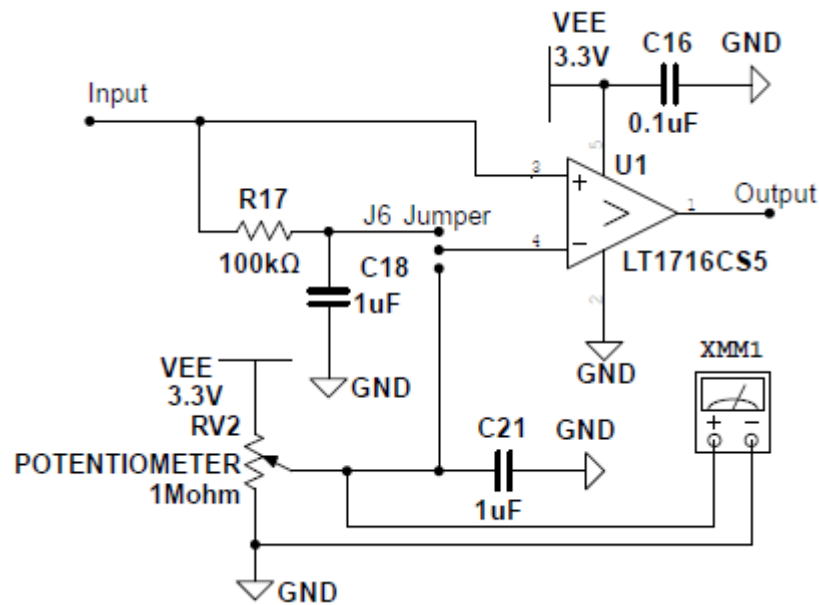 VEE
3.3V
C16
GND
0.1uF
Input
5
U1
3
+
R17
J6 Jumper
1
Output
100kΩ
4
−
LT1716CS5
C18
1uF
2
GND
GND
XMM1
VEE
3.3V
RV2
POTENTIOMETER
1Mohm
C21
GND
1uF
+
−
GND